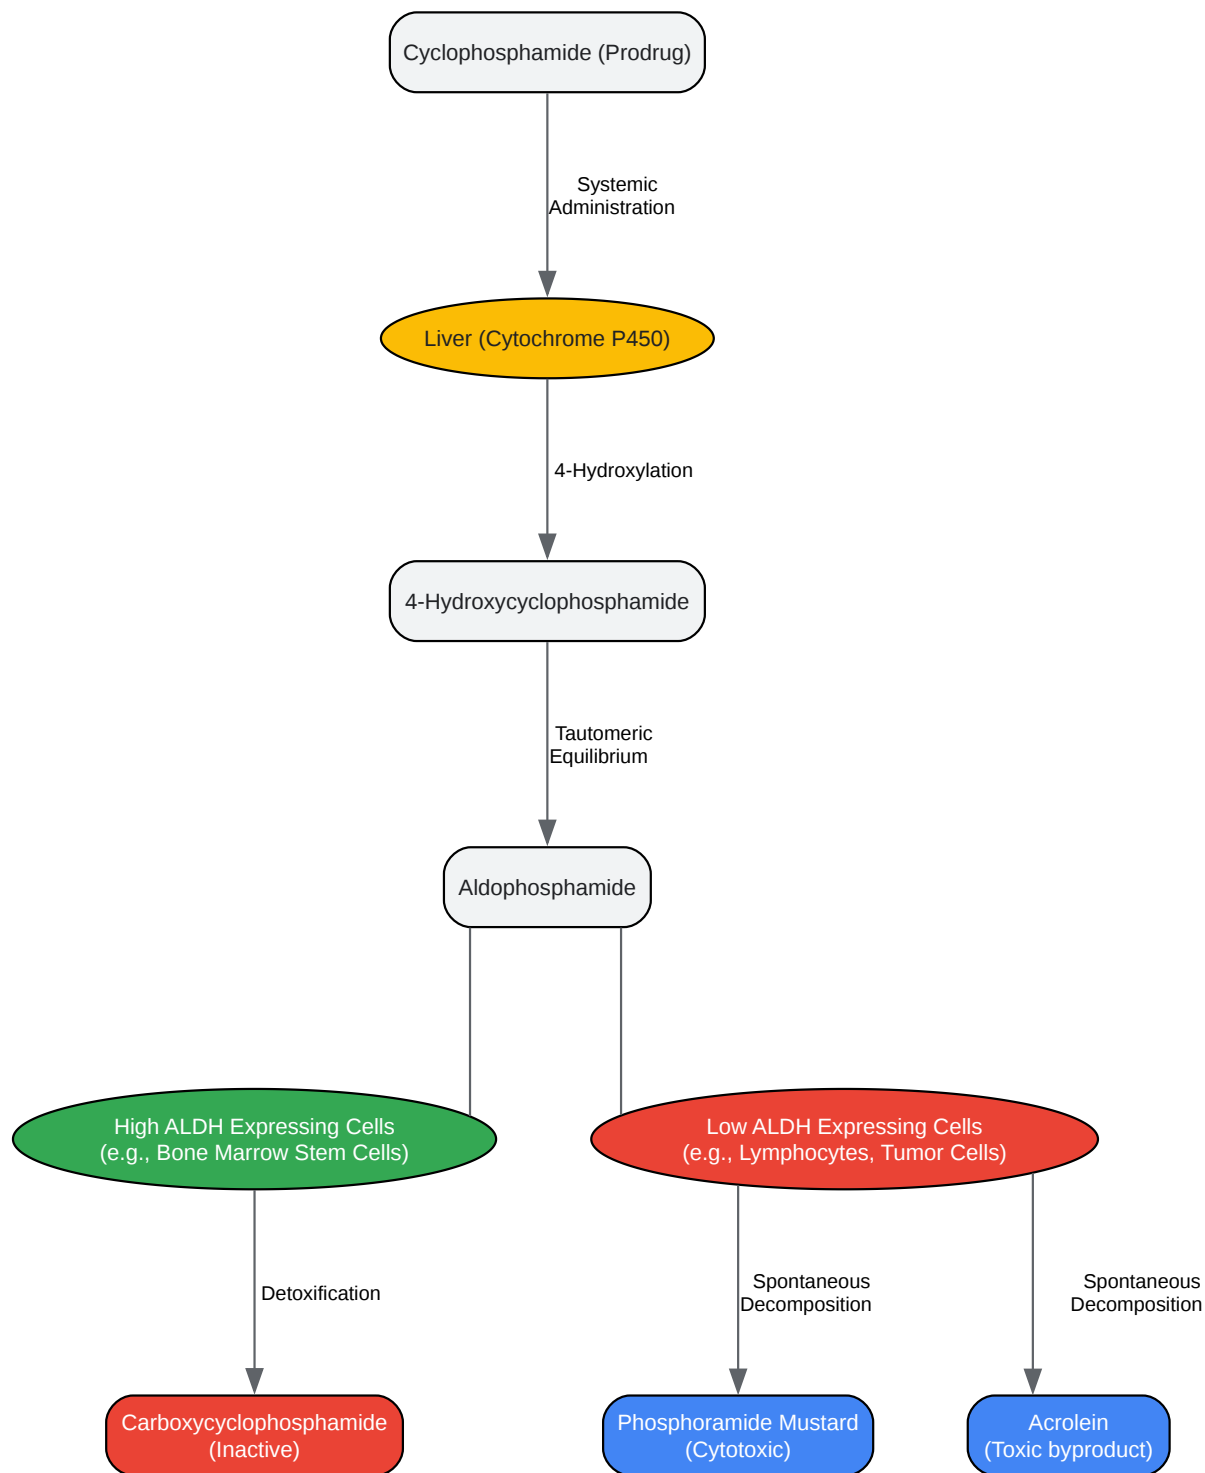 Cyclophosphamide (Prodrug)
Systemic
Administration
Liver (Cytochrome P450)
4-Hydroxylation
4-Hydroxycyclophosphamide
Tautomeric
Equilibrium
Aldophosphamide
High ALDH Expressing Cells
(e.g., Bone Marrow Stem Cells)
Low ALDH Expressing Cells
(e.g., Lymphocytes, Tumor Cells)
Detoxification
Spontaneous
Decomposition
Spontaneous
Decomposition
Carboxycyclophosphamide
(Inactive)
Phosphoramide Mustard
(Cytotoxic)
Acrolein
(Toxic byproduct)